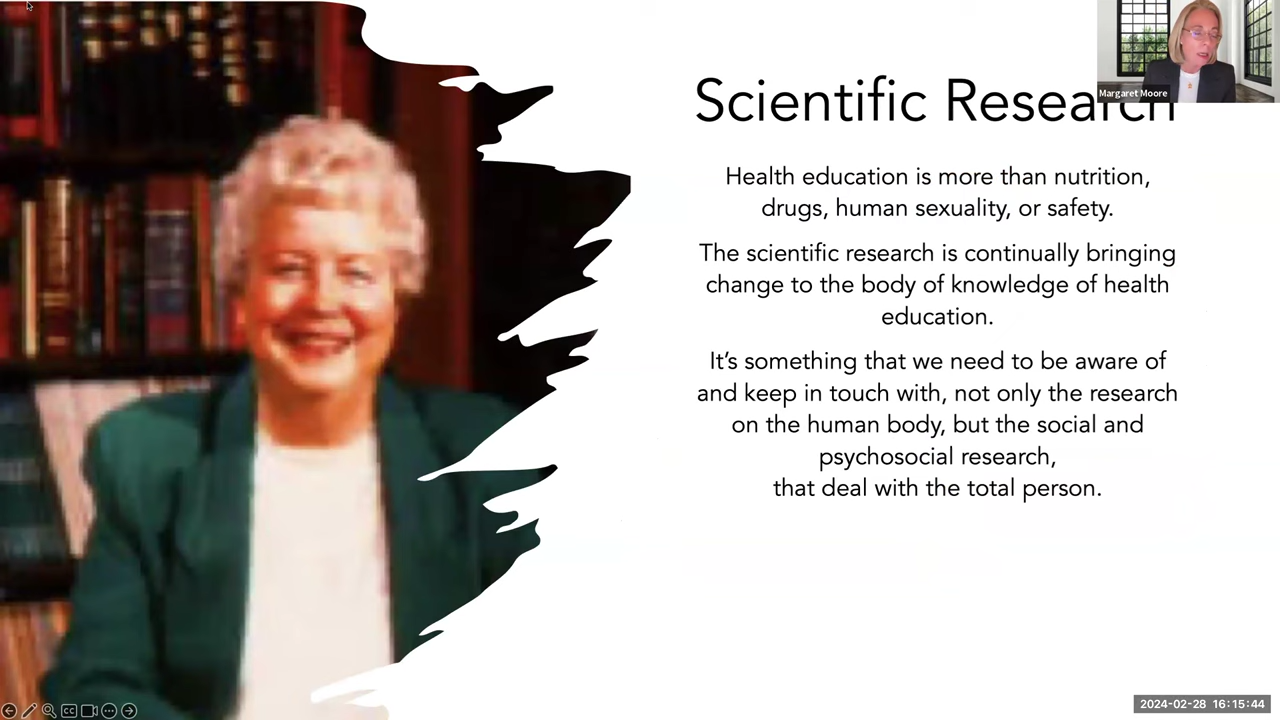 Scientific Research
Margaret Moore
Health education is more than nutrition,
drugs, human sexuality, or safety.
The scientific research is continually bringing
change to the body of knowledge of health
education.
It’s something that we need to be aware of
and keep in touch with, not only the research
on the human body, but the social and
psychosocial research,
that deal with the total person.
CC
2024-02-28 16:15:44